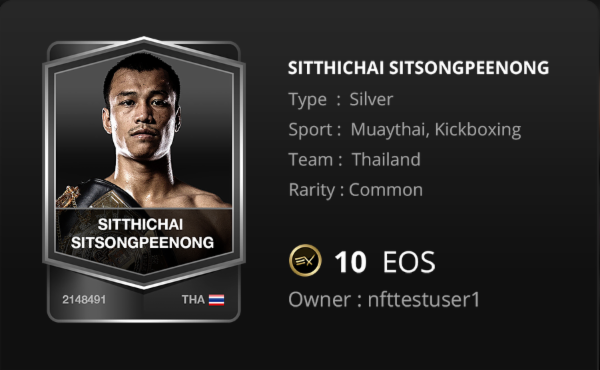 SITTHICHAI SITSONGPEENONG
Type : Silver
Sport : Muaythai, Kickboxing
Team : Thailand
Rarity : Common
SITTHICHAI
SITSONGPEENONG
2148491 THA
10 EOS
Owner : nfttestuser1